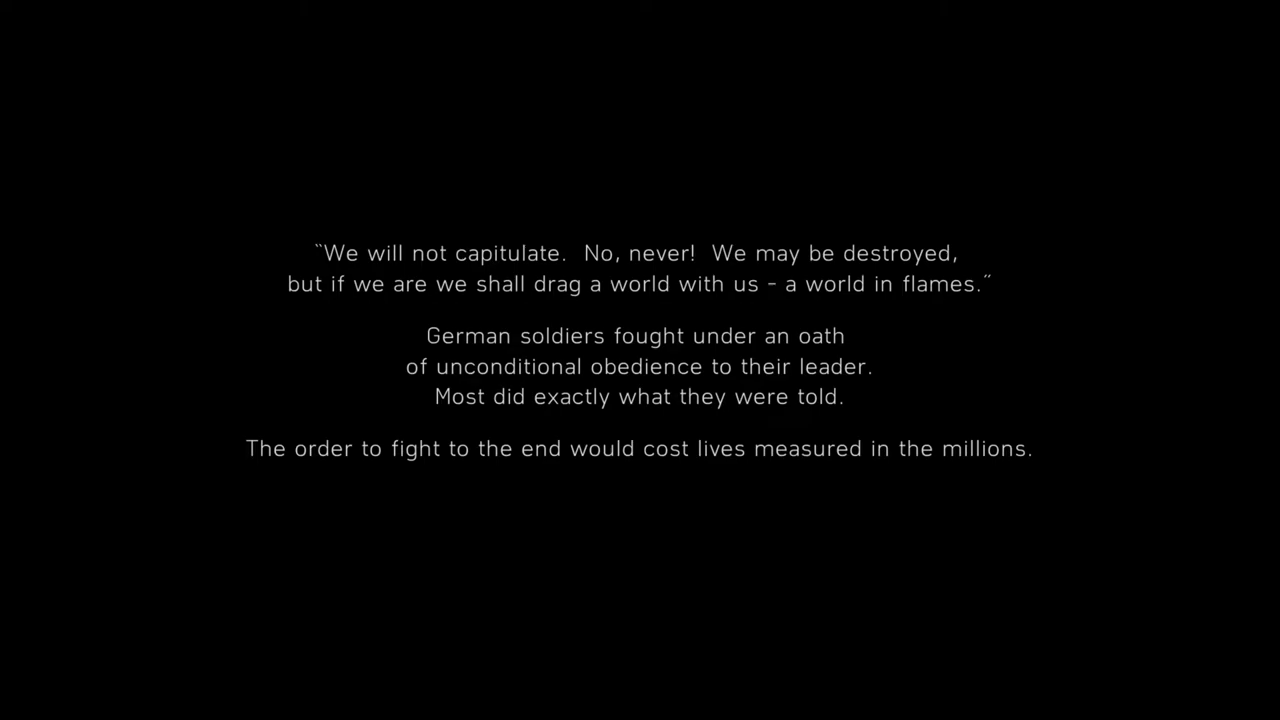 “We will not capitulate.  No, never!  We may be destroyed,
but if we are we shall drag a world with us - a world in flames.”
German soldiers fought under an oath
of unconditional obedience to their leader.
Most did exactly what they were told.
The order to fight to the end would cost lives measured in the millions.